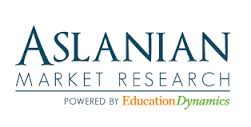 ASLANIAN
MARKET RESEARCH
POWERED BY EducationDynamics